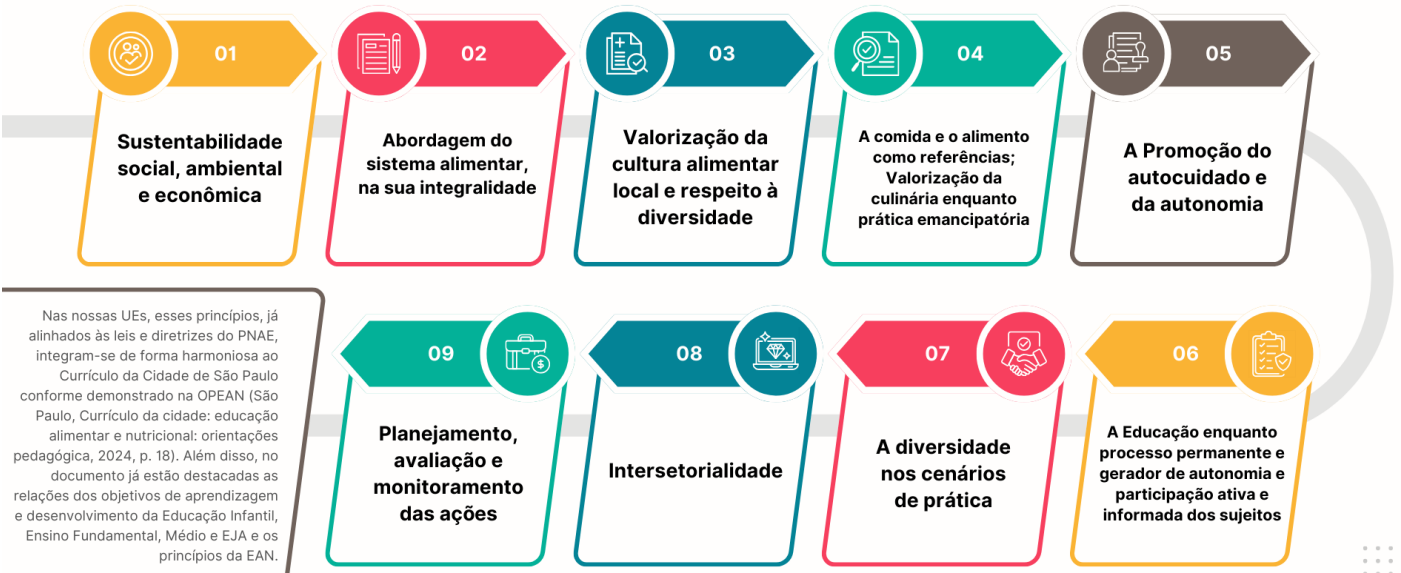 01
Sustentabilidade
social, ambiental
e econômica
02
Abordagem do
sistema alimentar,
na sua integralidade
03
Valorização da
cultura alimentar
local e respeito à
diversidade
04
A comida e o alimento
como referências;
Valorização da
culinária enquanto
prática emancipatória
05
A Promoção do
autocuidado e
da autonomia
06
A Educação enquanto
processo permanente e
gerador de autonomia e
participação ativa e
informada dos sujeitos
07
A diversidade
nos cenários
de prática
08
Intersetorialidade
09
Planejamento,
avaliação e
monitoramento
das ações
Nas nossas UEs, esses princípios, já
alinhados às leis e diretrizes do PNAE,
integram-se de forma harmoniosa ao
Currículo da Cidade de São Paulo
conforme demonstrado na OPEAN (São
Paulo, Currículo da cidade: educação
alimentar e nutricional: orientações
pedagógica, 2024, p. 18). Além disso, no
documento já estão destacadas as
relações dos objetivos de aprendizagem
e desenvolvimento da Educação Infantil,
Ensino Fundamental, Médio e EJA e os
princípios da EAN.